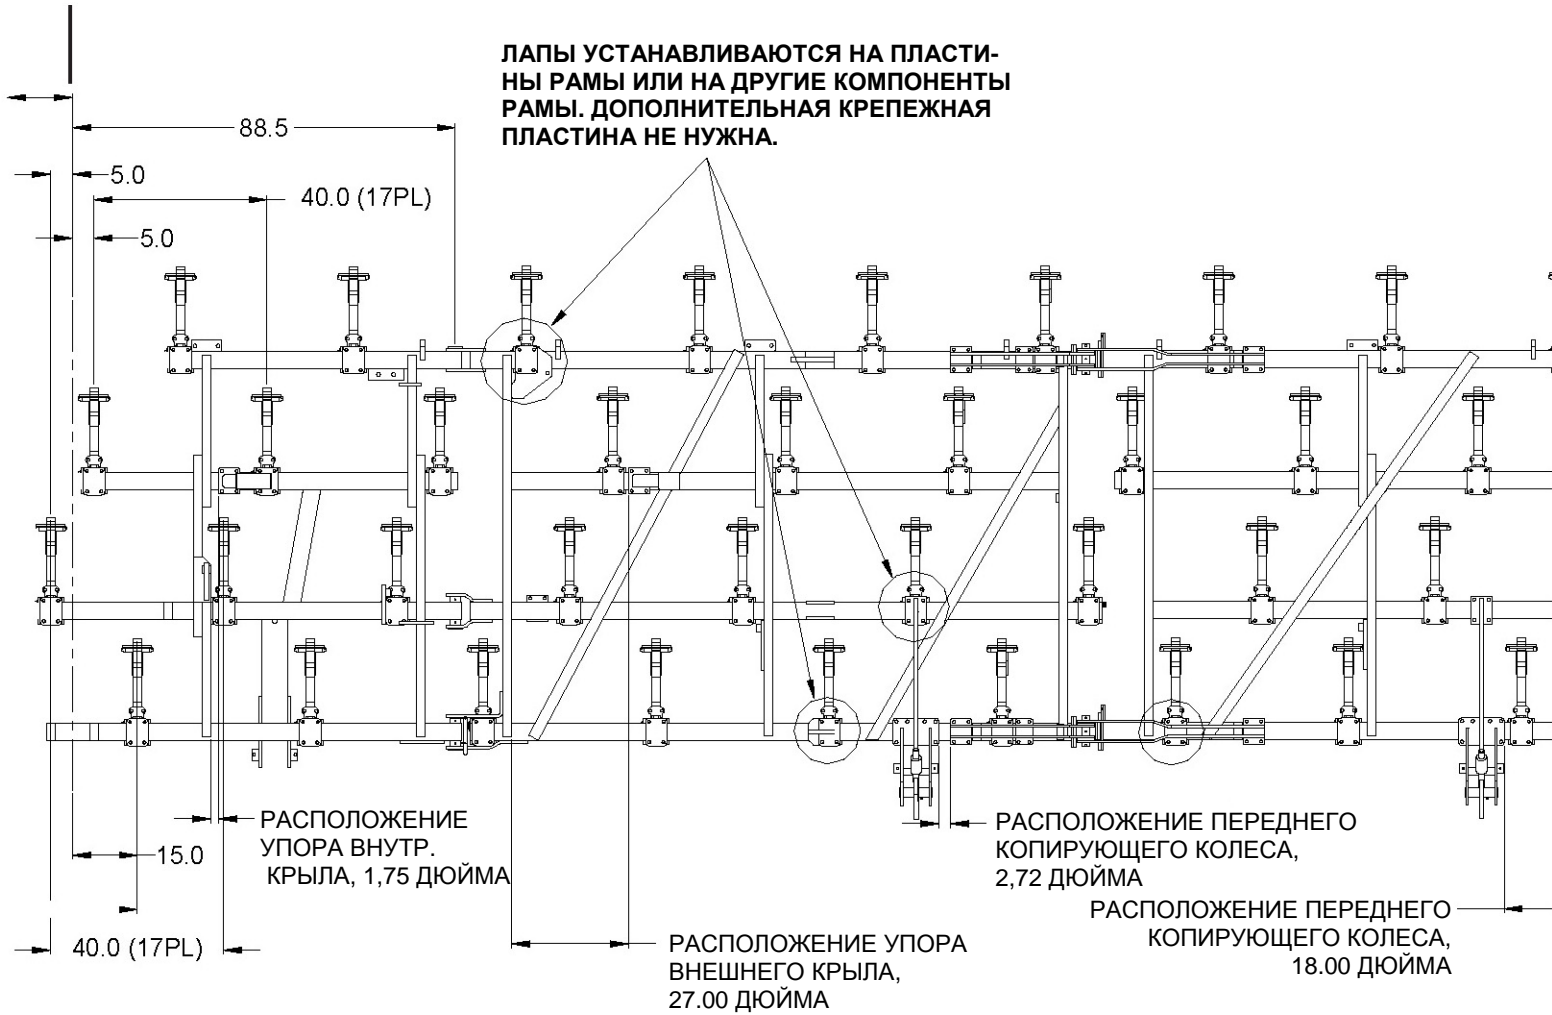 ЛАПЫ УСТАНАВЛИВАЮТСЯ НА ПЛАСТИ-
НЫ РАМЫ ИЛИ НА ДРУГИЕ КОМПОНЕНТЫ
РАМЫ. ДОПОЛНИТЕЛЬНАЯ КРЕПЕЖНАЯ
ПЛАСТИНА НЕ НУЖНА.
88.5
5.0
40.0 (17PL)
5.0
РАСПОЛОЖЕНИЕ
УПОРА ВНУТР.
КРЫЛА, 1,75 ДЮЙМА
15.0
40.0 (17PL)
РАСПОЛОЖЕНИЕ УПОРА
ВНЕШНЕГО КРЫЛА,
27.00 ДЮЙМА
РАСПОЛОЖЕНИЕ ПЕРЕДНЕГО
КОПИРУЮЩЕГО КОЛЕСА,
2,72 ДЮЙМА
РАСПОЛОЖЕНИЕ ПЕРЕДНЕГО
КОПИРУЮЩЕГО КОЛЕСА,
18.00 ДЮЙМА